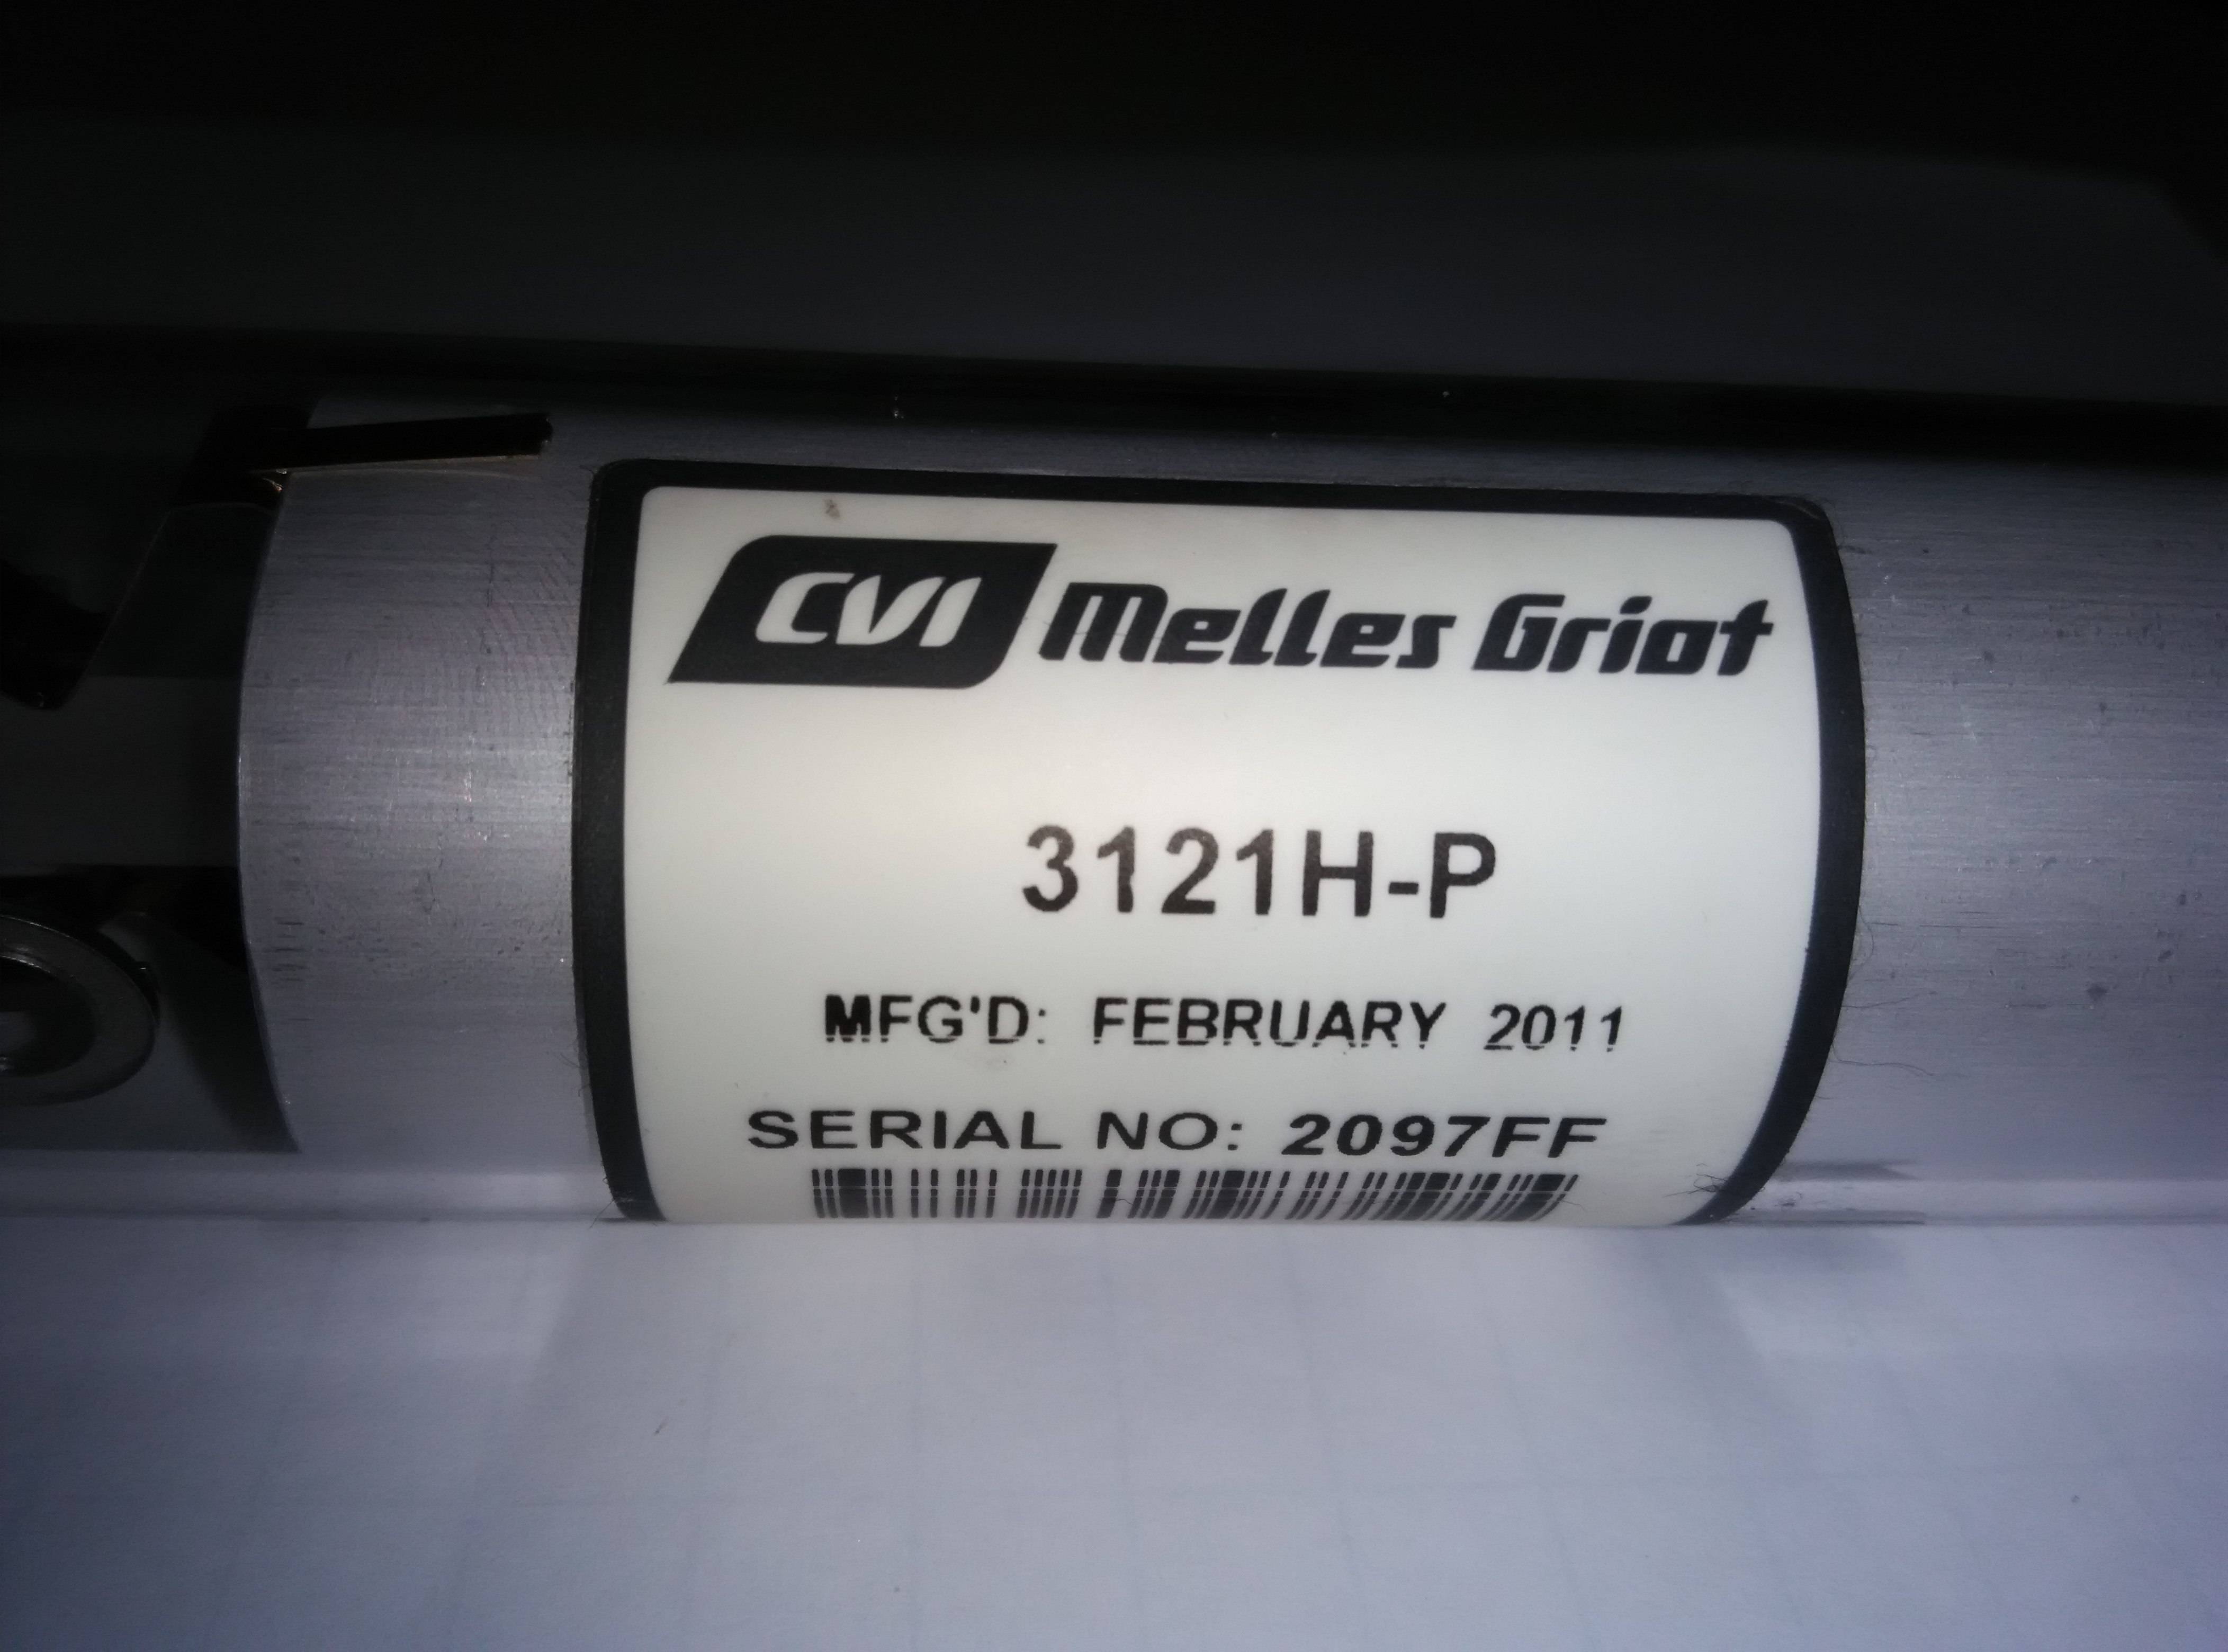 CVI Melles Griot
3121H-P
MFG'D: FEBRUARY 2011
SERIAL NO: 2097FF